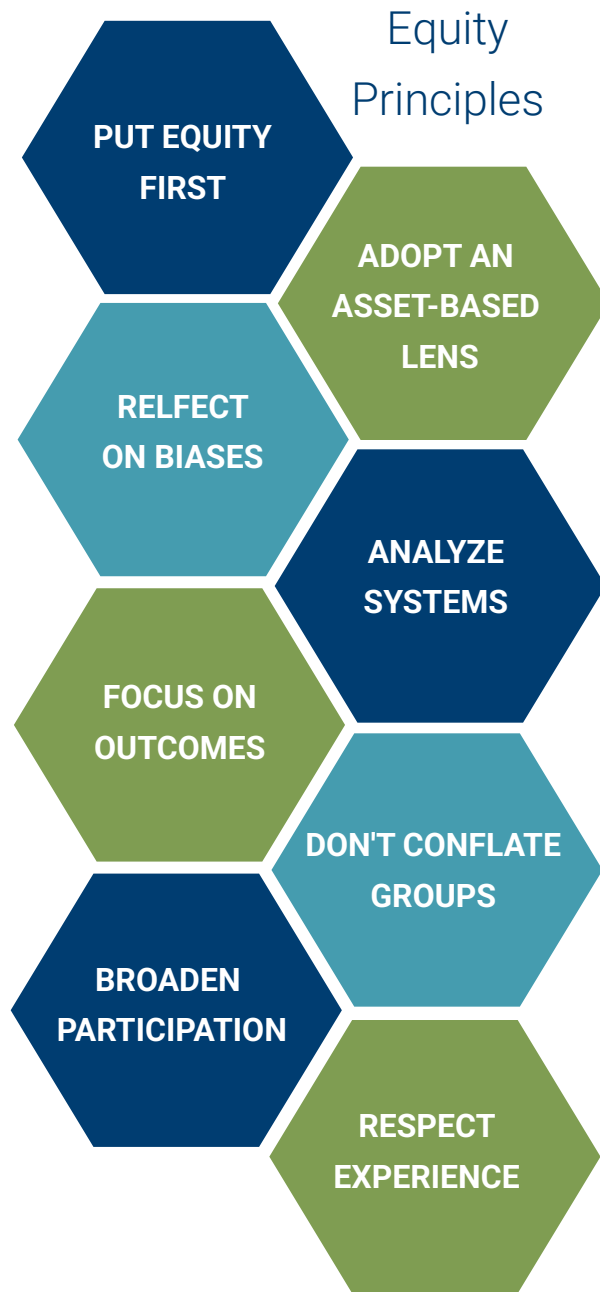 Equity
Principles
PUT EQUITY
FIRST
ADOPT AN
ASSET-BASED
LENS
RELFECT
ON BIASES
ANALYZE
SYSTEMS
FOCUS ON
OUTCOMES
DON'T CONFLATE
GROUPS
BROADEN
PARTICIPATION
RESPECT
EXPERIENCE